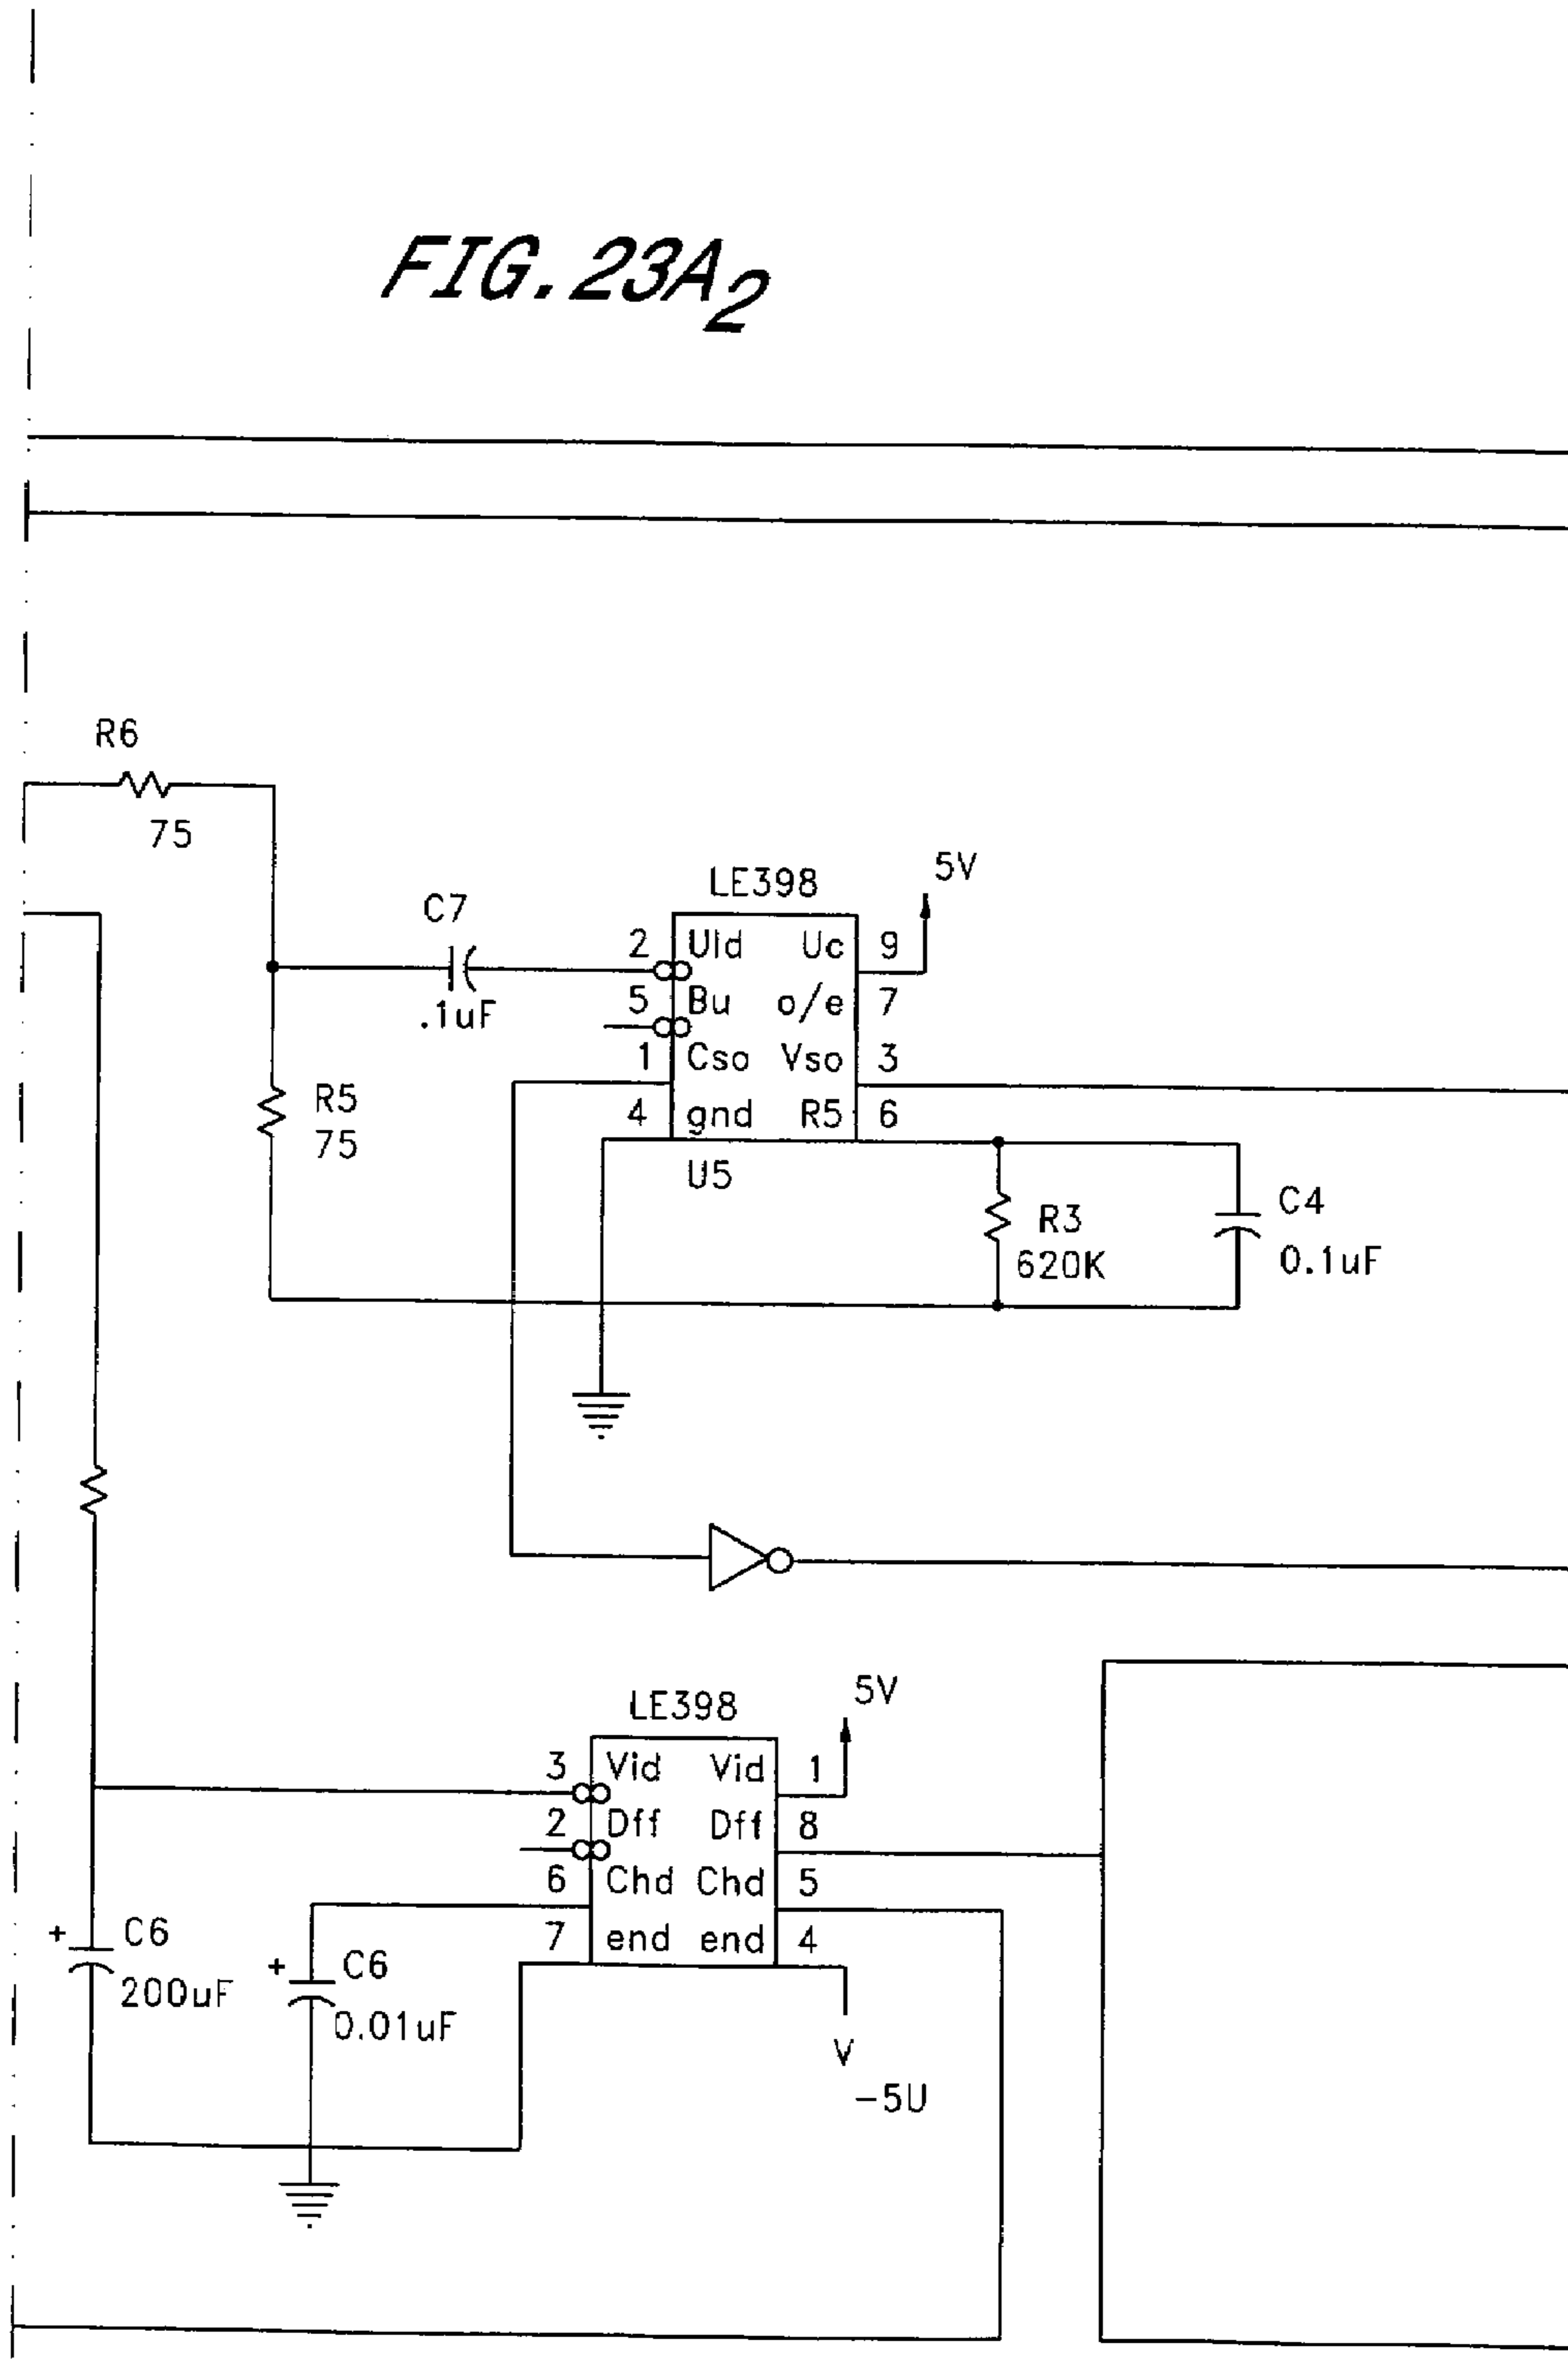 FIG. 23A2
R6
75
C7
.1uF
R5
75
LE398
5V
2 Uld Uc 9
5 Bu o/e 7
1 Cso Vso 3
4 gnd R5 6
U5
R3
620K
C4
0.1uF
LE398
5V
3 Vid Vid 1
2 Dff Dff 8
6 Chd Chd 5
7 end end 4
+ C6
200uF
+ C6
0.01uF
V
-5U